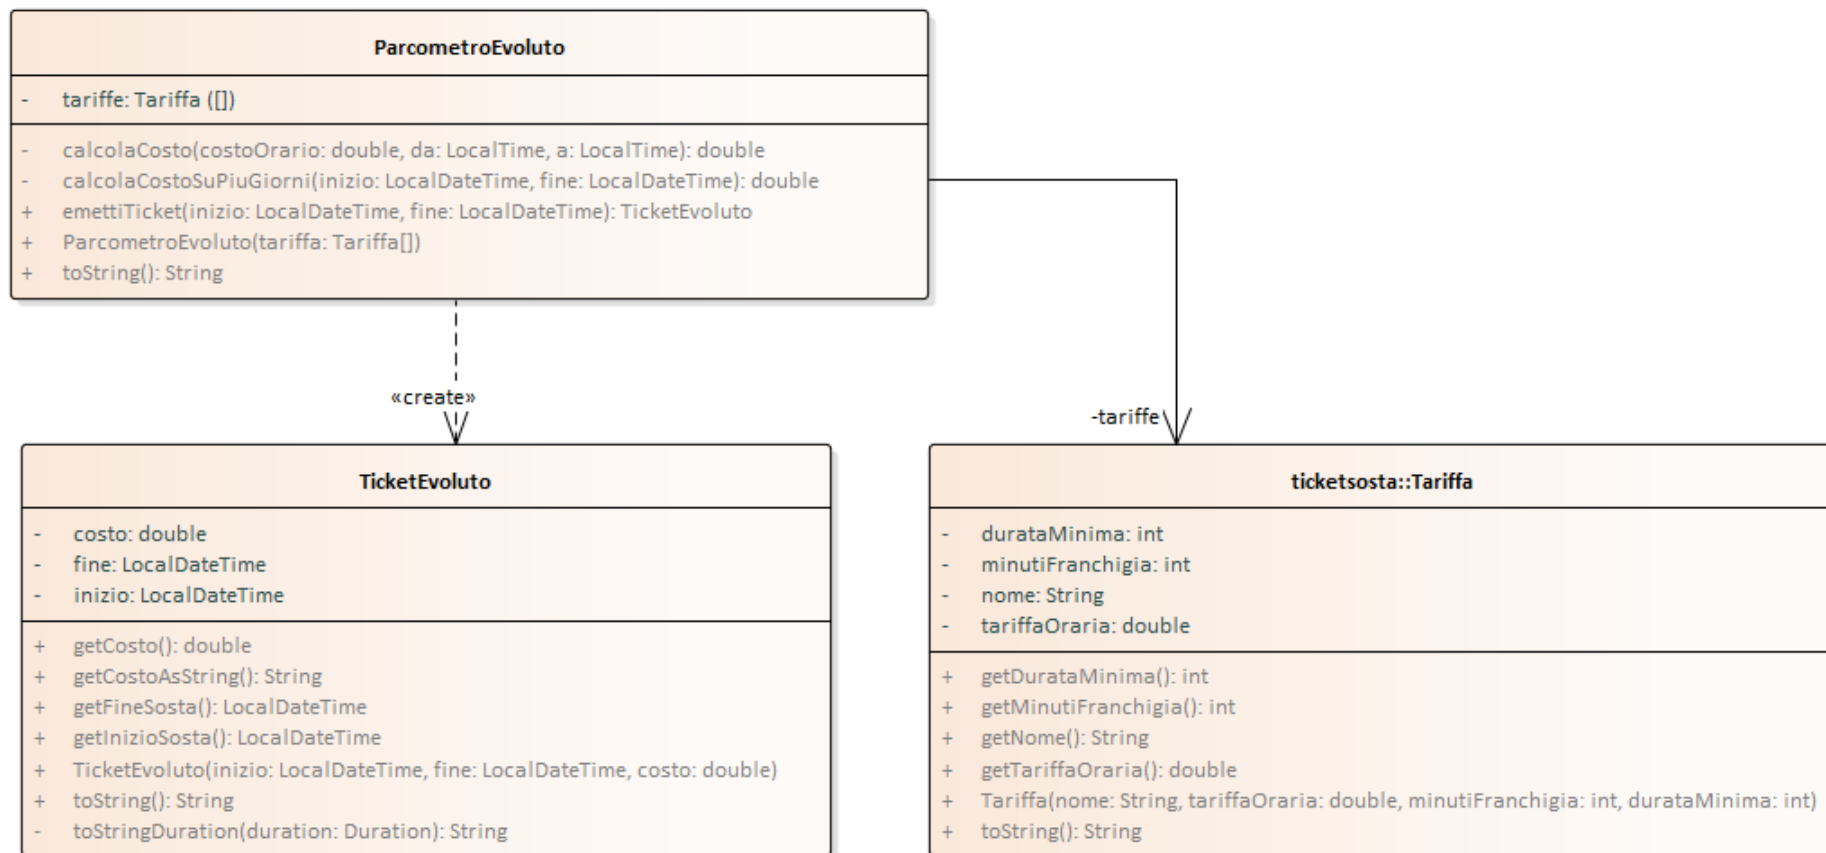 ParcometroEvoluto
- tariffe: Tariffa ([])
- calcolaCosto(costoOrario: double, da: LocalTime, a: LocalTime): double
- calcolaCostoSuPiuGiorni(inizio: LocalDateTime, fine: LocalDateTime): double
+ emettiTicket(inizio: LocalDateTime, fine: LocalDateTime): TicketEvoluto
+ ParcometroEvoluto(tariffa: Tariffa[])
+ toString(): String
«create»
-tariffe
TicketEvoluto
- costo: double
- fine: LocalDateTime
- inizio: LocalDateTime
+ getCosto(): double
+ getCostoAsString(): String
+ getFineSosta(): LocalDateTime
+ getInizioSosta(): LocalDateTime
+ TicketEvoluto(inizio: LocalDateTime, fine: LocalDateTime, costo: double)
+ toString(): String
- toStringDuration(duration: Duration): String
ticketsosta::Tariffa
- durataMinima: int
- minutiFranchigia: int
- nome: String
- tariffaOraria: double
+ getDurataMinima(): int
+ getMinutiFranchigia(): int
+ getNome(): String
+ getTariffaOraria(): double
+ Tariffa(nome: String, tariffaOraria: double, minutiFranchigia: int, durataMinima: int)
+ toString(): String